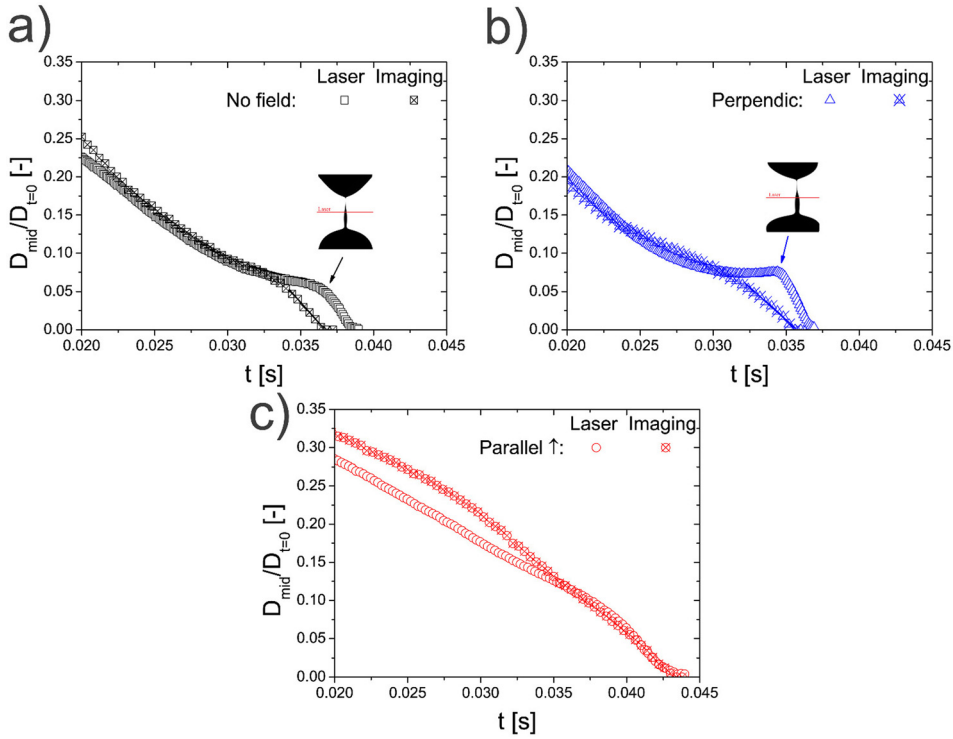 a)
0.35
0.30
0.25
0.20
0.15
0.10
0.05
0.00
D_mid/D_t=0 [-]
Laser Imaging
No field:
Laser
0.020 0.025 0.030 0.035 0.040 0.045
t [s]
b)
0.35
0.30
0.25
0.20
0.15
0.10
0.05
0.00
D_mid/D_t=0 [-]
Laser Imaging
Perpendic:
Laser
0.020 0.025 0.030 0.035 0.040 0.045
t [s]
c)
0.35
0.30
0.25
0.20
0.15
0.10
0.05
0.00
D_mid/D_t=0 [-]
Laser Imaging
Parallel ↑:
0.020 0.025 0.030 0.035 0.040 0.045
t [s]